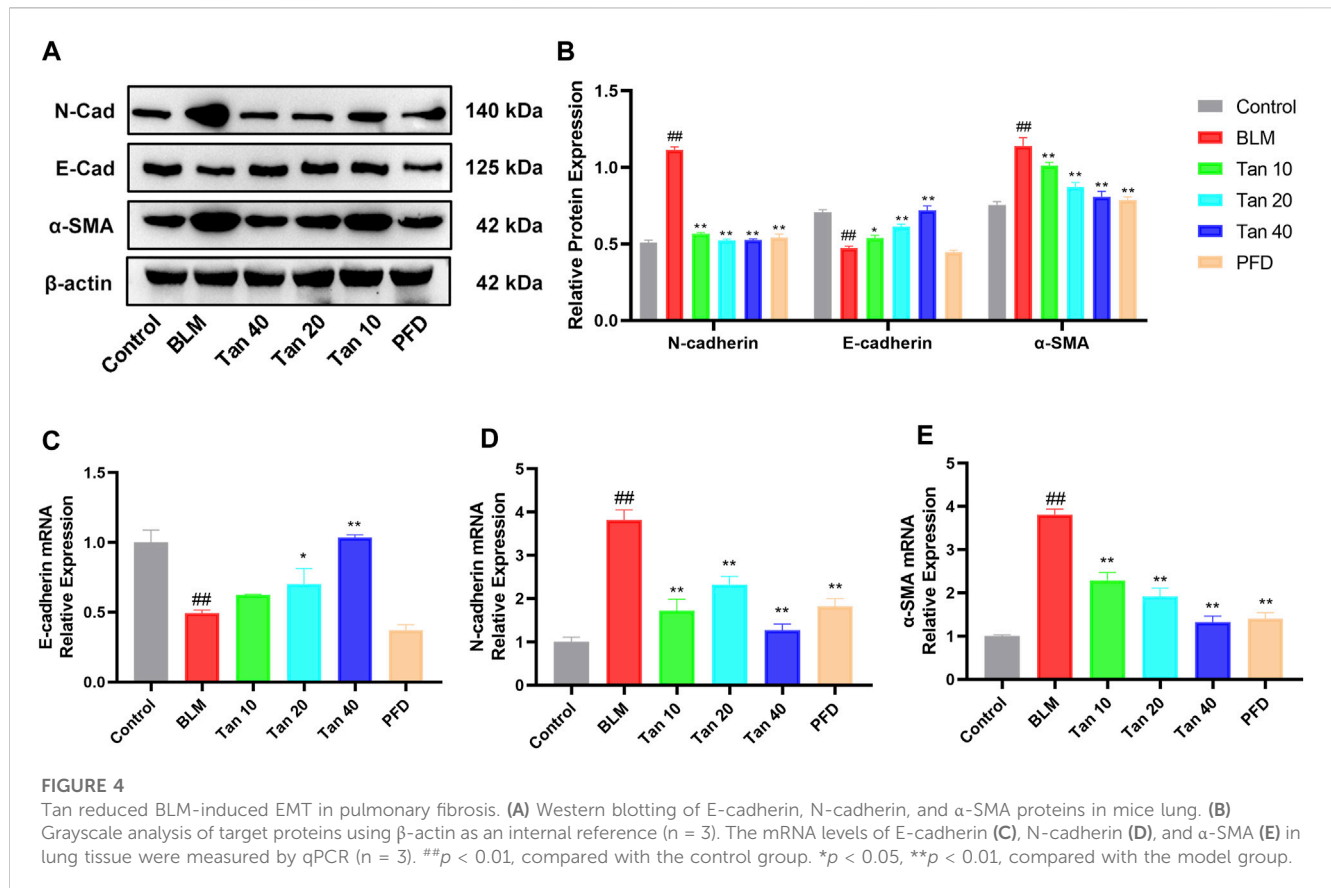 A
N-Cad
140 kDa
E-Cad
125 kDa
α-SMA
42 kDa
β-actin
42 kDa
Control
BLM
Tan 40
Tan 20
Tan 10
PFD
B
Relative Protein Expression
1.5
1.0
0.5
0.0
##
**
**
**
**
##
*
**
**
##
**
**
**
**
N-cadherin
E-cadherin
α-SMA
Control
BLM
Tan 10
Tan 20
Tan 40
PFD
C
E-cadherin mRNA
Relative Expression
1.5
1.0
0.5
0.0
##
*
**
Control
BLM
Tan 10
Tan 20
Tan 40
PFD
D
N-cadherin mRNA
Relative Expression
5
4
3
2
1
0
##
**
**
**
**
Control
BLM
Tan 10
Tan 20
Tan 40
PFD
E
α-SMA mRNA
Relative Expression
5
4
3
2
1
0
##
**
**
**
**
Control
BLM
Tan 10
Tan 20
Tan 40
PFD
FIGURE 4
Tan reduced BLM-induced EMT in pulmonary fibrosis. (A) Western blotting of E-cadherin, N-cadherin, and α-SMA proteins in mice lung. (B)
Grayscale analysis of target proteins using β-actin as an internal reference (n = 3). The mRNA levels of E-cadherin (C), N-cadherin (D), and α-SMA (E) in
lung tissue were measured by qPCR (n = 3). ##p < 0.01, compared with the control group. *p < 0.05, **p < 0.01, compared with the model group.